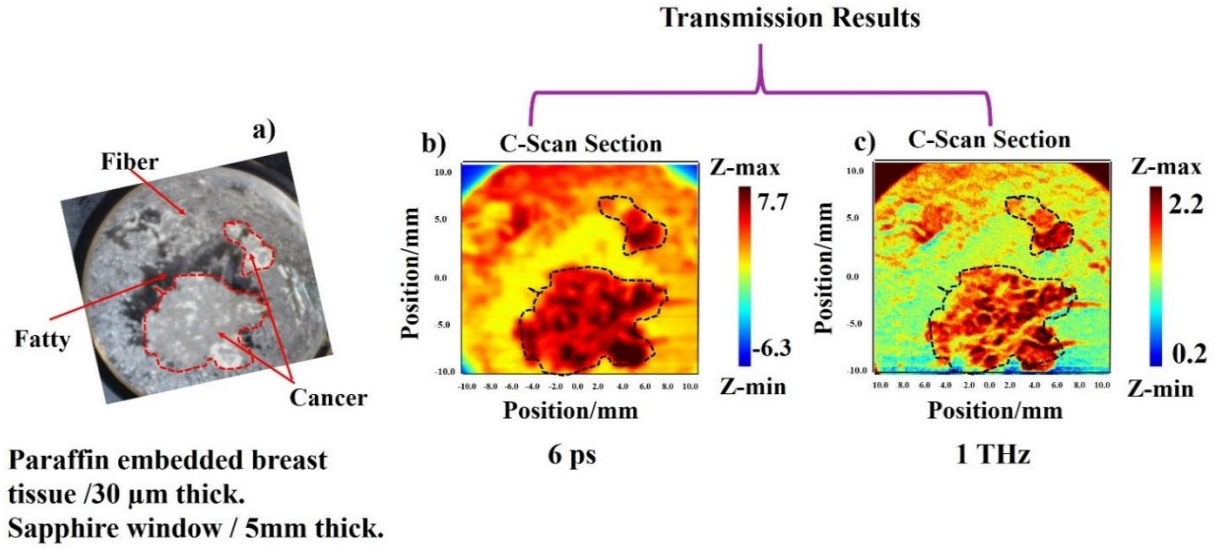 Transmission Results
a)
Fiber
Fatty
Cancer
Paraffin embedded breast
tissue /30 μm thick.
Sapphire window / 5mm thick.
b)
C-Scan Section
Z-max
7.7
-6.3
Z-min
Position/mm
10.0
5.0
0.0
-5.0
-10.0
-10.0 -8.0 -6.0 -4.0 -2.0 0.0 2.0 4.0 6.0 8.0 10.0
Position/mm
6 ps
c)
C-Scan Section
Z-max
2.2
0.2
Z-min
Position/mm
10.0
5.0
0.0
-5.0
-10.0
10.0 8.0 -6.0 -4.0 -2.0 0.0 2.0 4.0 6.0 8.0 10.0
Position/mm
1 THz